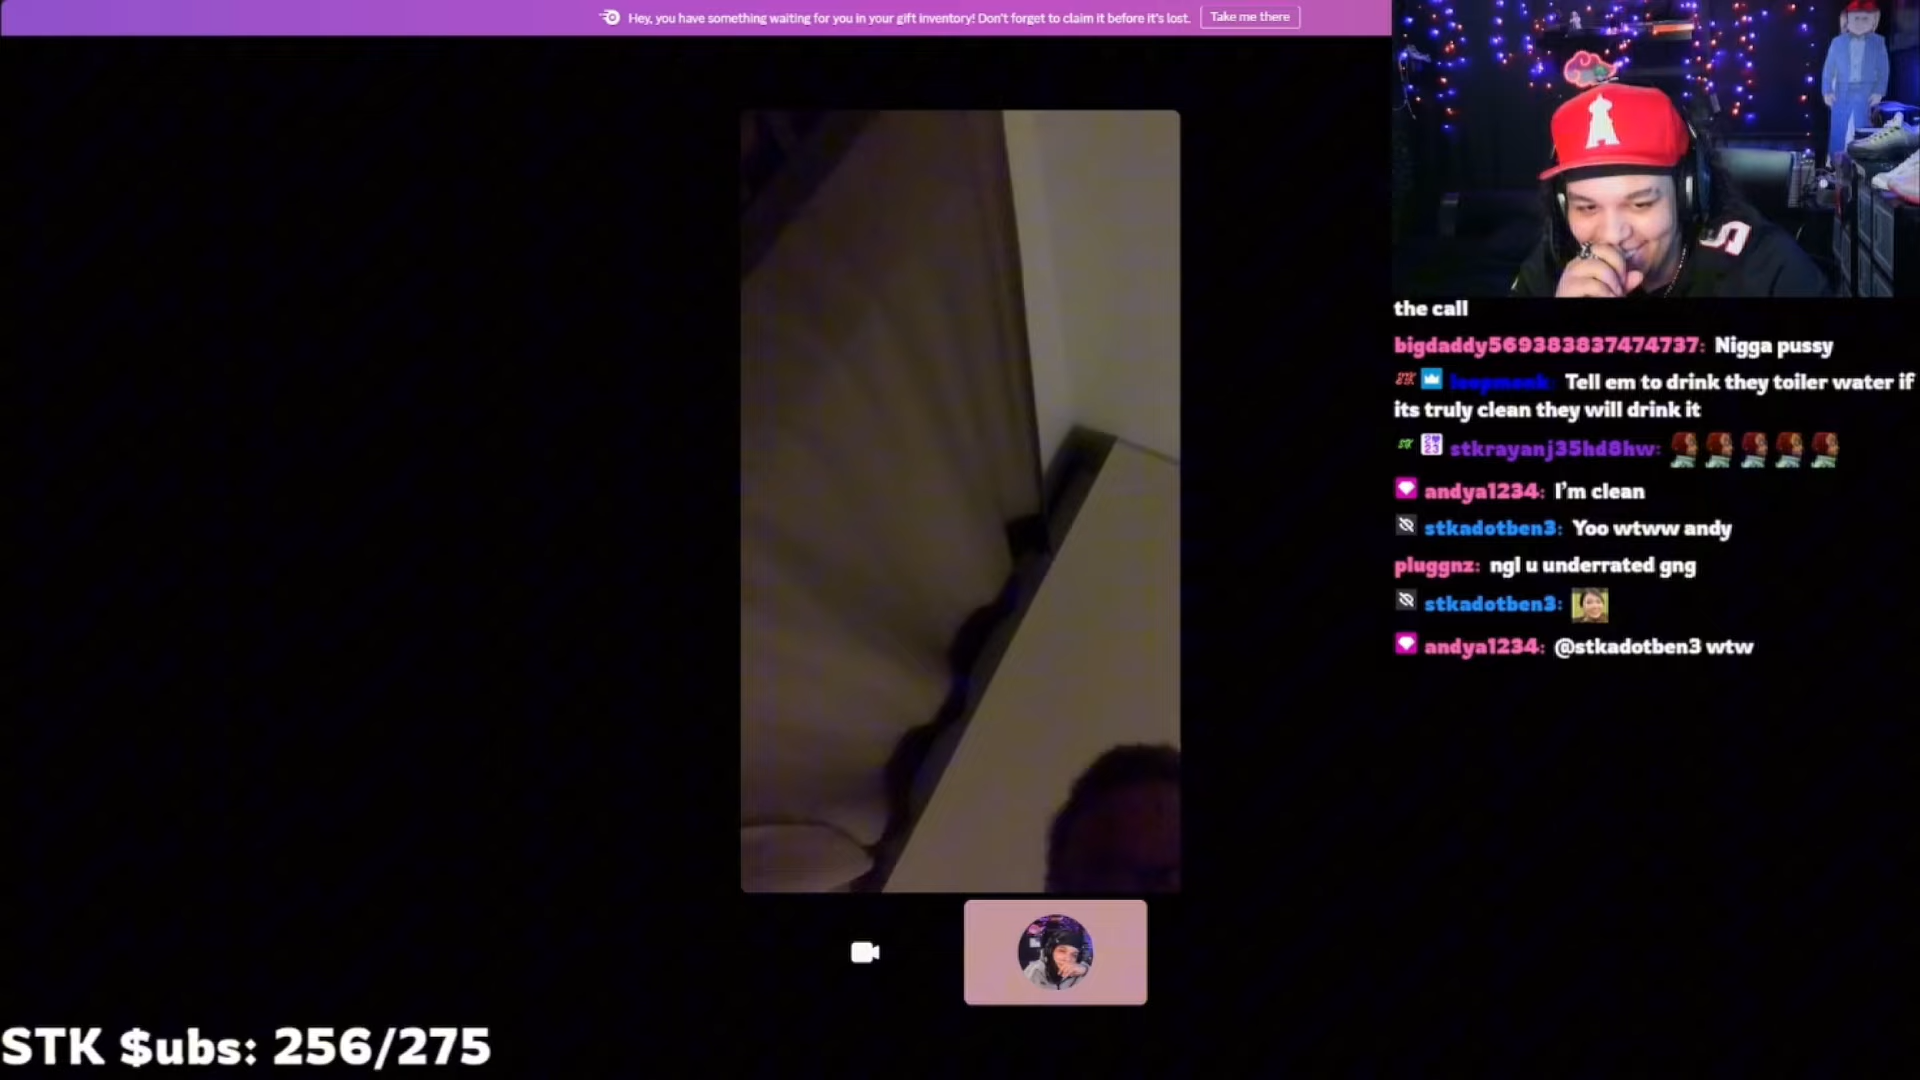 Hey, you have something waiting for you in your gift inventory! Don't forget to claim it before it's lost.
Take me there
the call
bigdaddy569383837474737: Nigga pussy
loopmonk: Tell em to drink they toiler water if
its truly clean they will drink it
stkrayanj35hd8hw:
andya1234: I'm clean
stkadotben3: Yoo wtww andy
pluggnz: ngl u underrated gng
stkadotben3:
andya1234: @stkadotben3 wtw
STK $ubs: 256/275